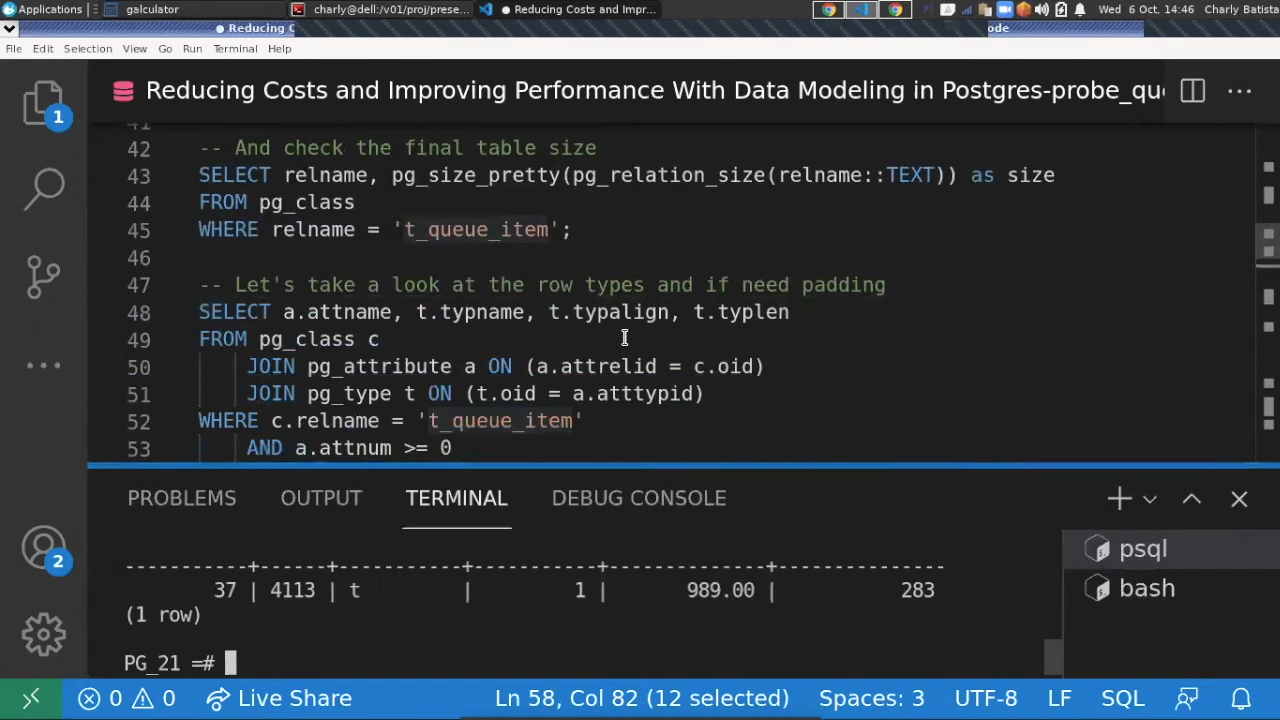 Applications
galculator
charly@dell:/v01/proj/prese...
Reducing Costs and Impr...
Wed 6 Oct, 14:46
Charly Batista
Reducing C
ode
File Edit Selection View Go Run Terminal Help
Reducing Costs and Improving Performance With Data Modeling in Postgres-probe_qu
41
42 -- And check the final table size
43 SELECT relname, pg_size_pretty(pg_relation_size(relname::TEXT)) as size
44 FROM pg_class
45 WHERE relname = 't_queue_item';
46
47 -- Let's take a look at the row types and if need padding
48 SELECT a.attname, t.typname, t.typalign, t.typlen
49 FROM pg_class c
50 JOIN pg_attribute a ON (a.attrelid = c.oid)
51 JOIN pg_type t ON (t.oid = a.atttypid)
52 WHERE c.relname = 't_queue_item'
53 AND a.attnum >= 0
1
2
PROBLEMS OUTPUT TERMINAL DEBUG CONSOLE
-----------+------+-----------+-----------+---------------+---------------
37 | 4113 | t | 1 | 989.00 | 283
(1 row)
PG_21 =#
psql
bash
0 0 Live Share Ln 58, Col 82 (12 selected) Spaces: 3 UTF-8 LF SQL